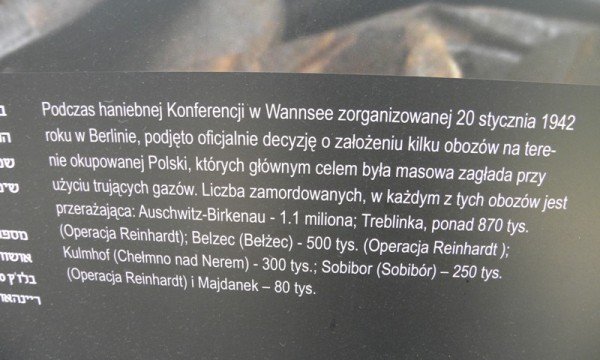 Podczas haniebnej Konferencji w Wannsee zorganizowanej 20 stycznia 1942
roku w Berlinie, podjęto oficjalnie decyzję o założeniu kilku obozów na tere-
nie okupowanej Polski, których głównym celem była masowa zagłada przy
użyciu trujących gazów. Liczba zamordowanych, w każdym z tych obozów jest
przerażająca: Auschwitz-Birkenau - 1.1 miliona; Treblinka, ponad 870 tys.
(Operacja Reinhardt); Belzec (Bełżec) - 500 tys. (Operacja Reinhardt );
Kulmhof (Chełmno nad Nerem) - 300 tys.; Sobibor (Sobibór) – 250 tys.
(Operacja Reinhardt) i Majdanek – 80 tys.